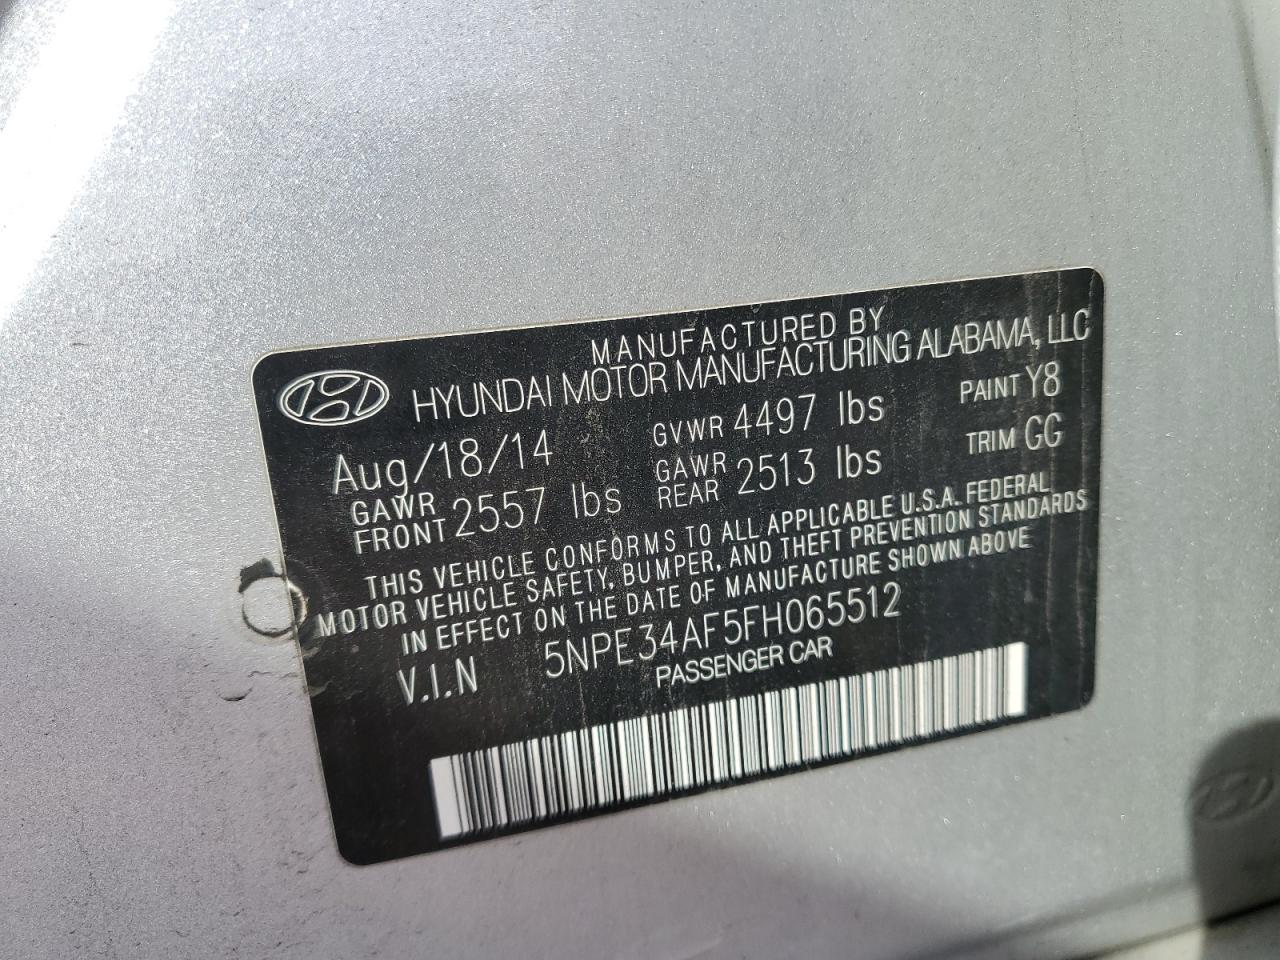 MANUFACTURED BY
HYUNDAI MOTOR MANUFACTURING ALABAMA, LLC
Aug/18/14 GVWR 4497 lbs PAINT Y8
GAWR FRONT 2557 lbs GAWR REAR 2513 lbs TRIM GG
THIS VEHICLE CONFORMS TO ALL APPLICABLE U.S.A. FEDERAL
MOTOR VEHICLE SAFETY, BUMPER, AND THEFT PREVENTION STANDARDS
IN EFFECT ON THE DATE OF MANUFACTURE SHOWN ABOVE
V.I.N 5NPE34AF5FH065512
PASSENGER CAR